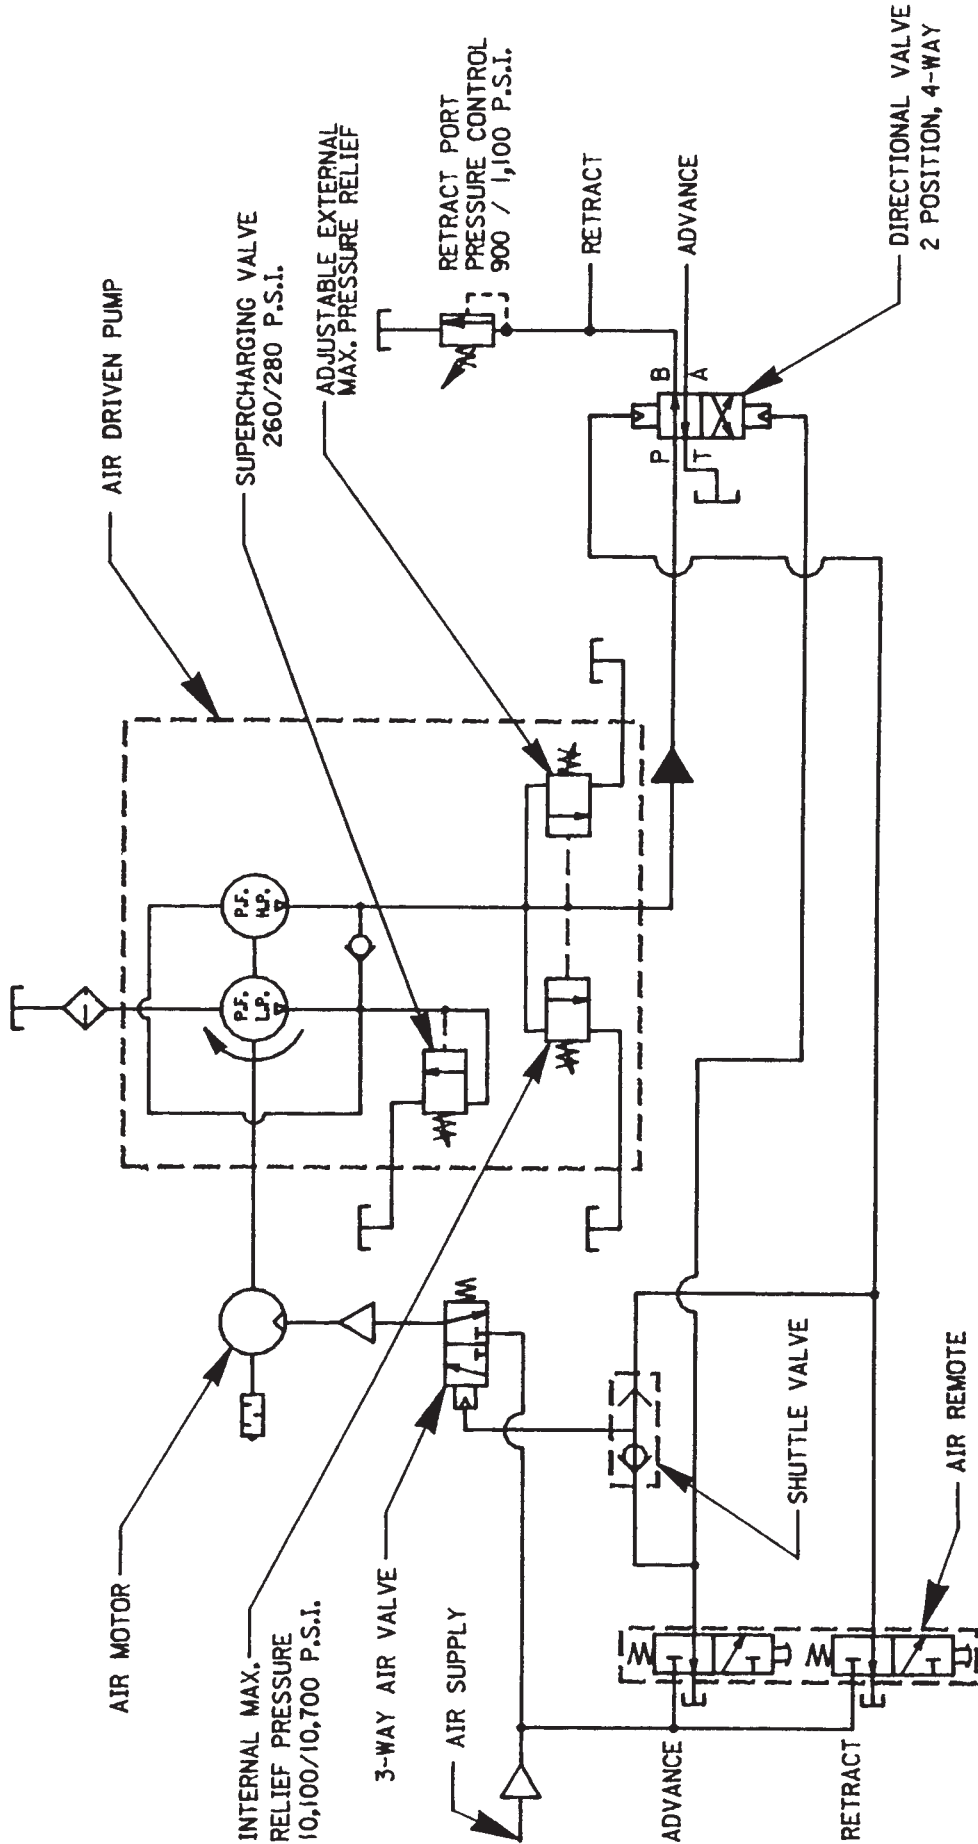 AIR DRIVEN PUMP
SUPERCHARGING VALVE
260/280 P.S.I.
ADJUSTABLE EXTERNAL
MAX. PRESSURE RELIEF
RETRACT PORT
PRESSURE CONTROL
900 / 1,100 P.S.I.
RETRACT
ADVANCE
DIRECTIONAL VALVE
2 POSITION, 4-WAY
B
A
P
T
P.F.
H.P.
P.F.
L.P.
AIR MOTOR
INTERNAL MAX.
RELIEF PRESSURE
10,100/10,700 P.S.I.
3-WAY AIR VALVE
AIR SUPPLY
SHUTTLE VALVE
AIR REMOTE
ADVANCE
RETRACT